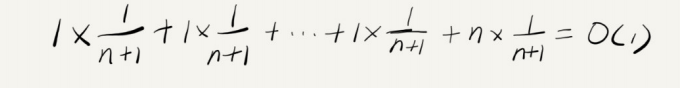 1 × 1/(n+1) + 1 × 1/(n+1) + ··· + 1 × 1/(n+1) + n × 1/(n+1) = O(1)